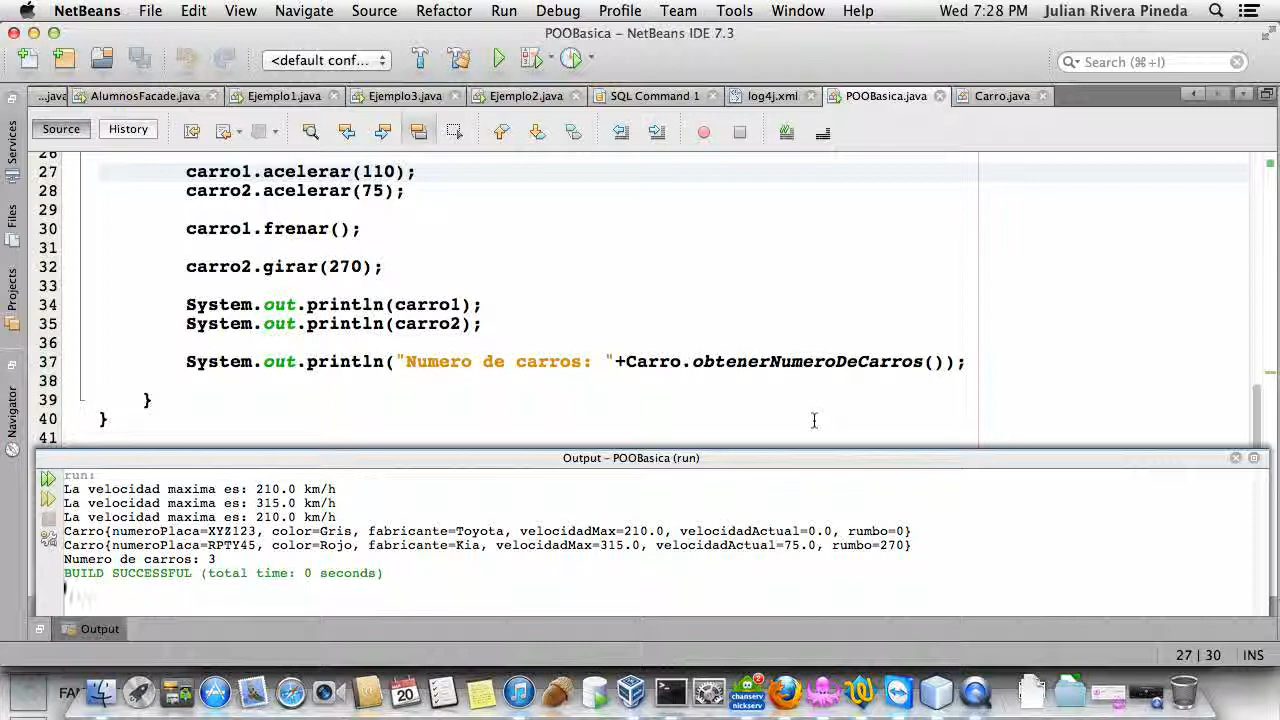 NetBeans File Edit View Navigate Source Refactor Run Debug Profile Team Tools Window Help Wed 7:28 PM Julian Rivera Pineda
POOBasica – NetBeans IDE 7.3
<default conf... Search (⌘+I)
...java AlumnosFacade.java Ejemplo1.java Ejemplo3.java Ejemplo2.java SQL Command 1 log4j.xml POOBasica.java Carro.java
Source History
Services
Files
Projects
Navigator
26
27 carro1.acelerar(110);
28 carro2.acelerar(75);
29
30 carro1.frenar();
31
32 carro2.girar(270);
33
34 System.out.println(carro1);
35 System.out.println(carro2);
36
37 System.out.println("Numero de carros: "+Carro.obtenerNumeroDeCarros());
38
39 }
40 }
41
Output – POOBasica (run)
run:
La velocidad maxima es: 210.0 km/h
La velocidad maxima es: 315.0 km/h
La velocidad maxima es: 210.0 km/h
Carro{numeroPlaca=XYZ123, color=Gris, fabricante=Toyota, velocidadMax=210.0, velocidadActual=0.0, rumbo=0}
Carro{numeroPlaca=RPTY45, color=Rojo, fabricante=Kia, velocidadMax=315.0, velocidadActual=75.0, rumbo=270}
Numero de carros: 3
BUILD SUCCESSFUL (total time: 0 seconds)
Output
27 | 30 INS
FAM
20
2
chanserv
nickserv